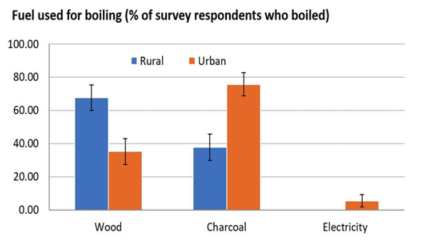 Fuel used for boiling (% of survey respondents who boiled)
100.00
Rural
Urban
80.00
60.00
40.00
20.00
0.00
Wood
Charcoal
Electricity